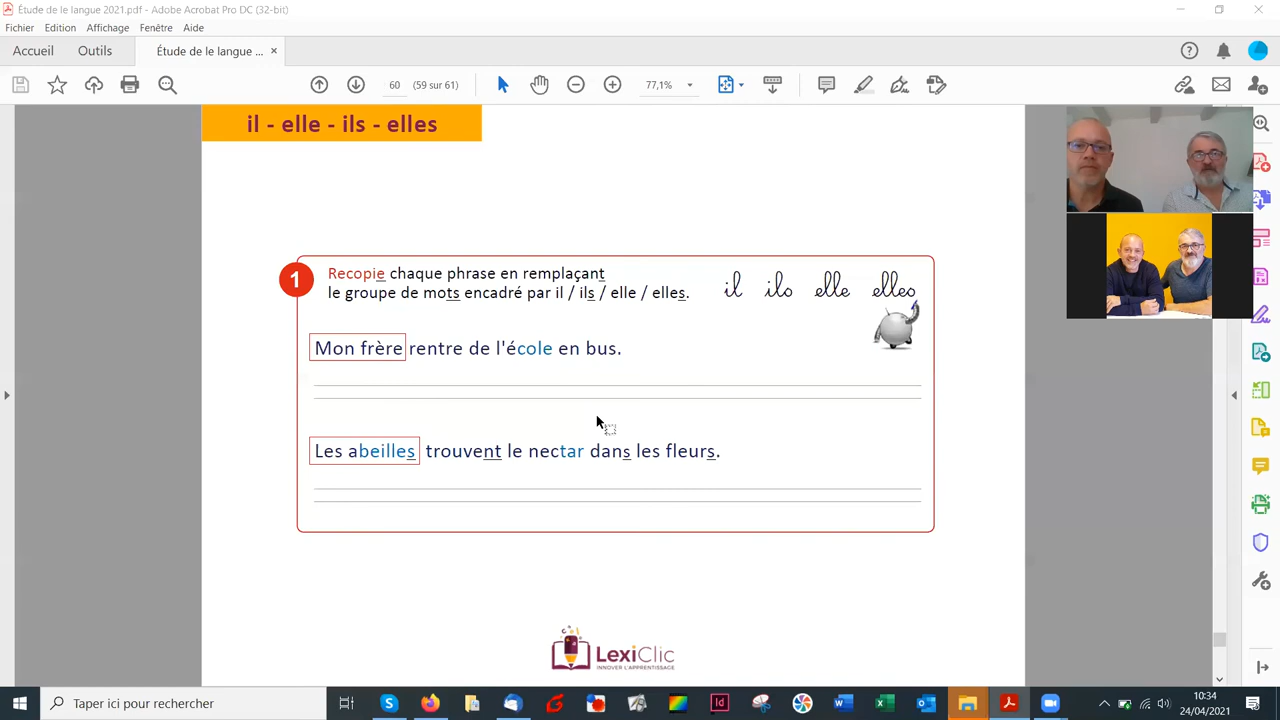 Étude de le langue 2021.pdf - Adobe Acrobat Pro DC (32-bit)
Fichier Edition Affichage Fenêtre Aide
Accueil Outils Étude de le langue ... ×
60 (59 sur 61) 77,1%
il - elle - ils - elles
1 Recopie chaque phrase en remplaçant
le groupe de mots encadré par il / ils / elle / elles.
il ils elle elles
Mon frère rentre de l'école en bus.
Les abeilles trouvent le nectar dans les fleurs.
LexiClic
INNOVER L'APPRENTISSAGE
Taper ici pour rechercher
10:34
24/04/2021